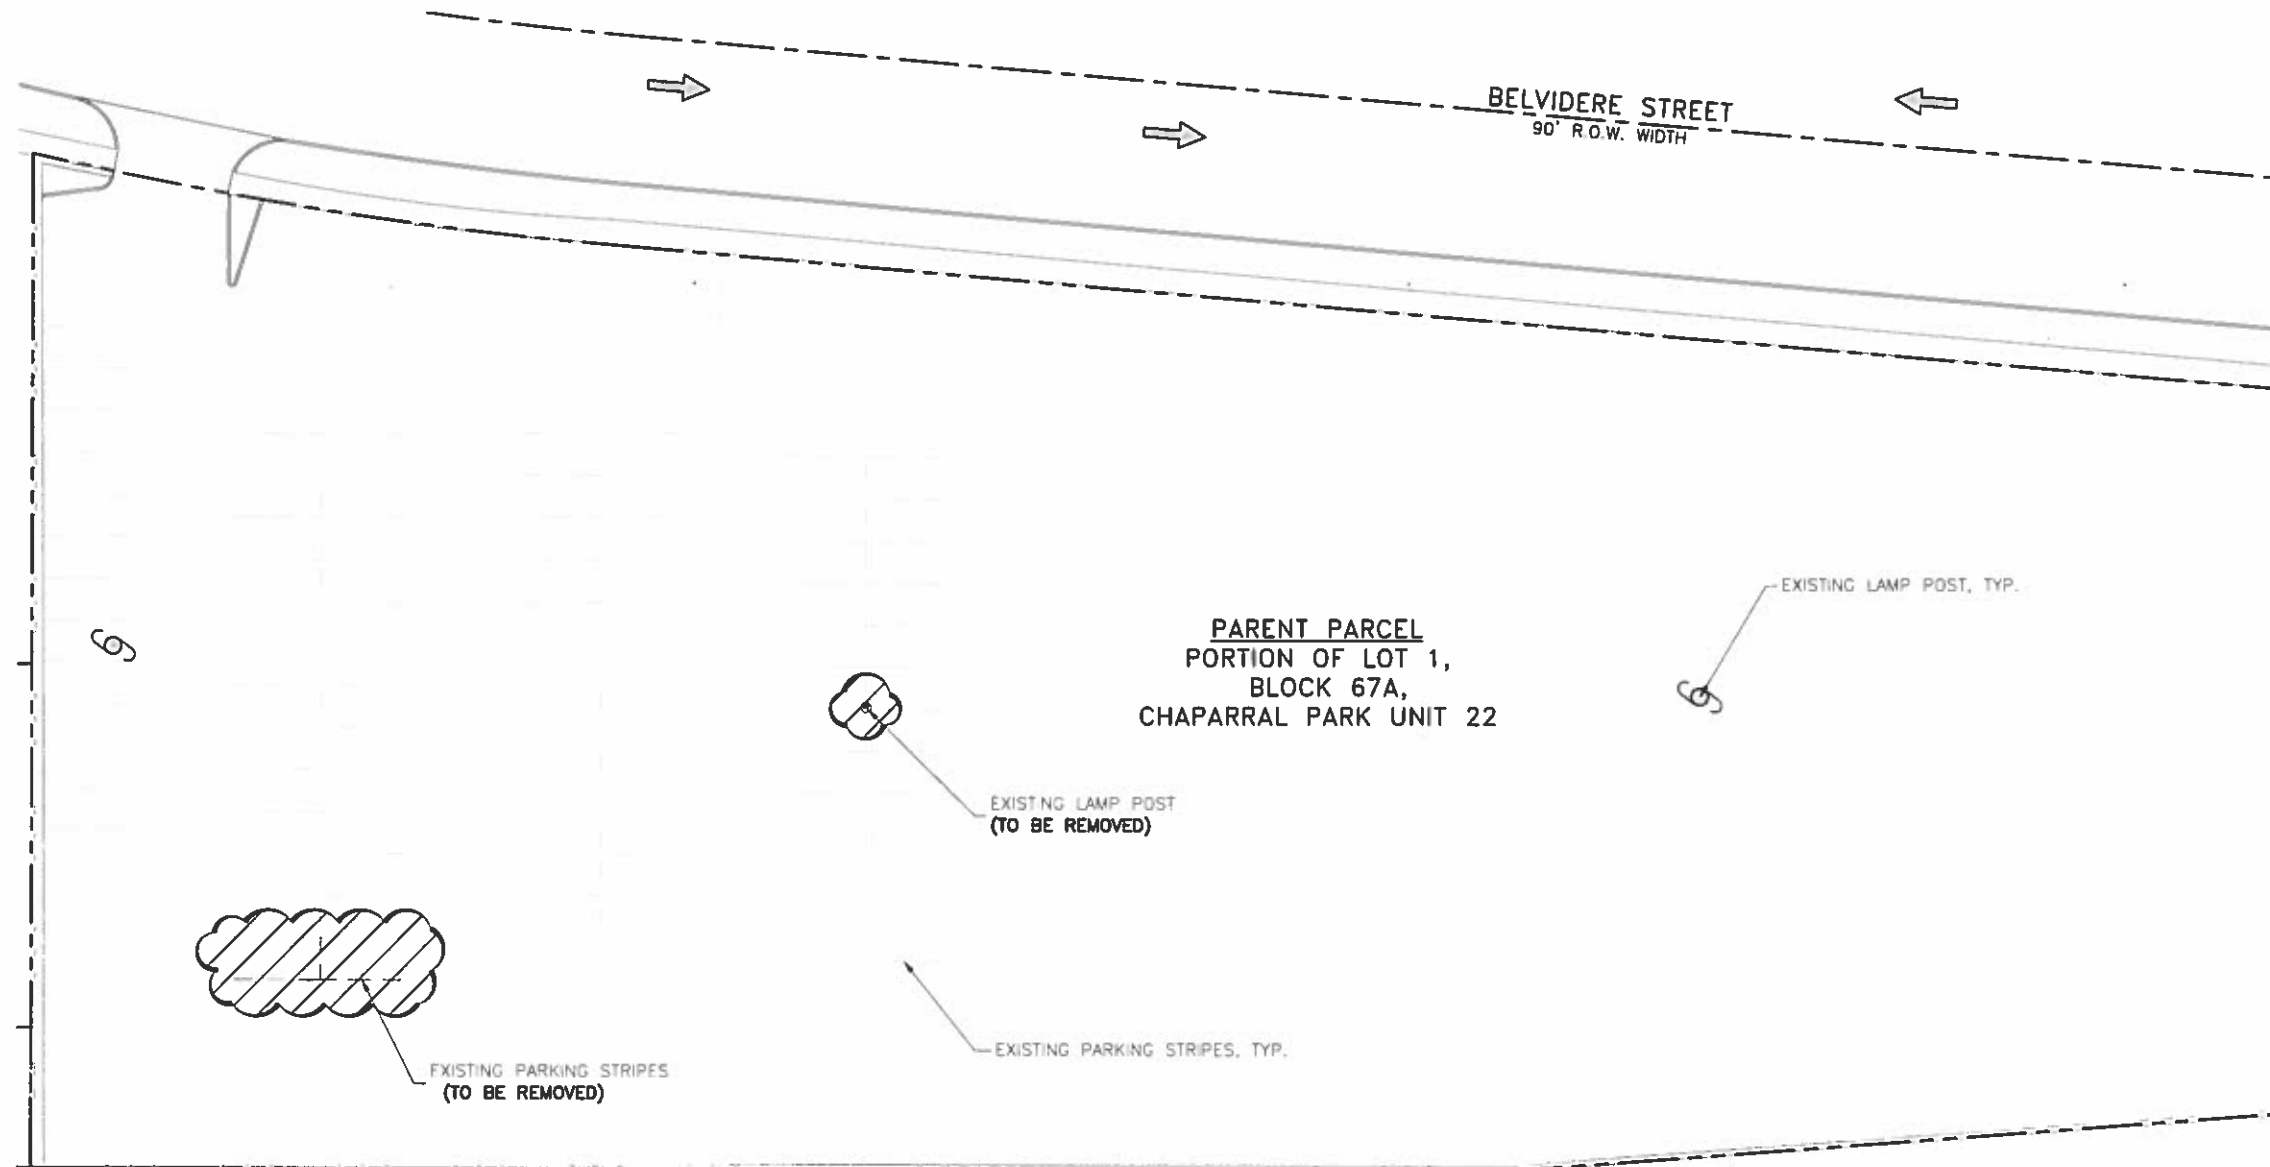 BELVIDERE STREET
90' R.O.W. WIDTH
EXISTING LAMP POST, TYP.
PARENT PARCEL
PORTION OF LOT 1,
BLOCK 67A,
CHAPARRAL PARK UNIT 22
EXISTING LAMP POST
(TO BE REMOVED)
EXISTING PARKING STRIPES, TYP.
EXISTING PARKING STRIPES
(TO BE REMOVED)